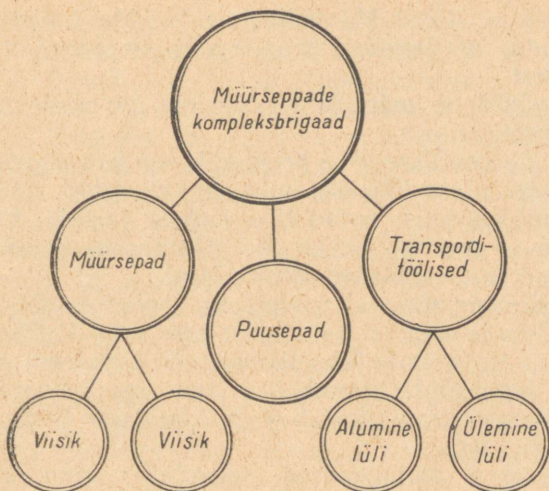 Müürseppade
kompleksbrigaad
Müürsepad
Puusepad
Transpordi-
töölised
Viisik
Viisik
Alumine
lüli
Ülemine
lüli